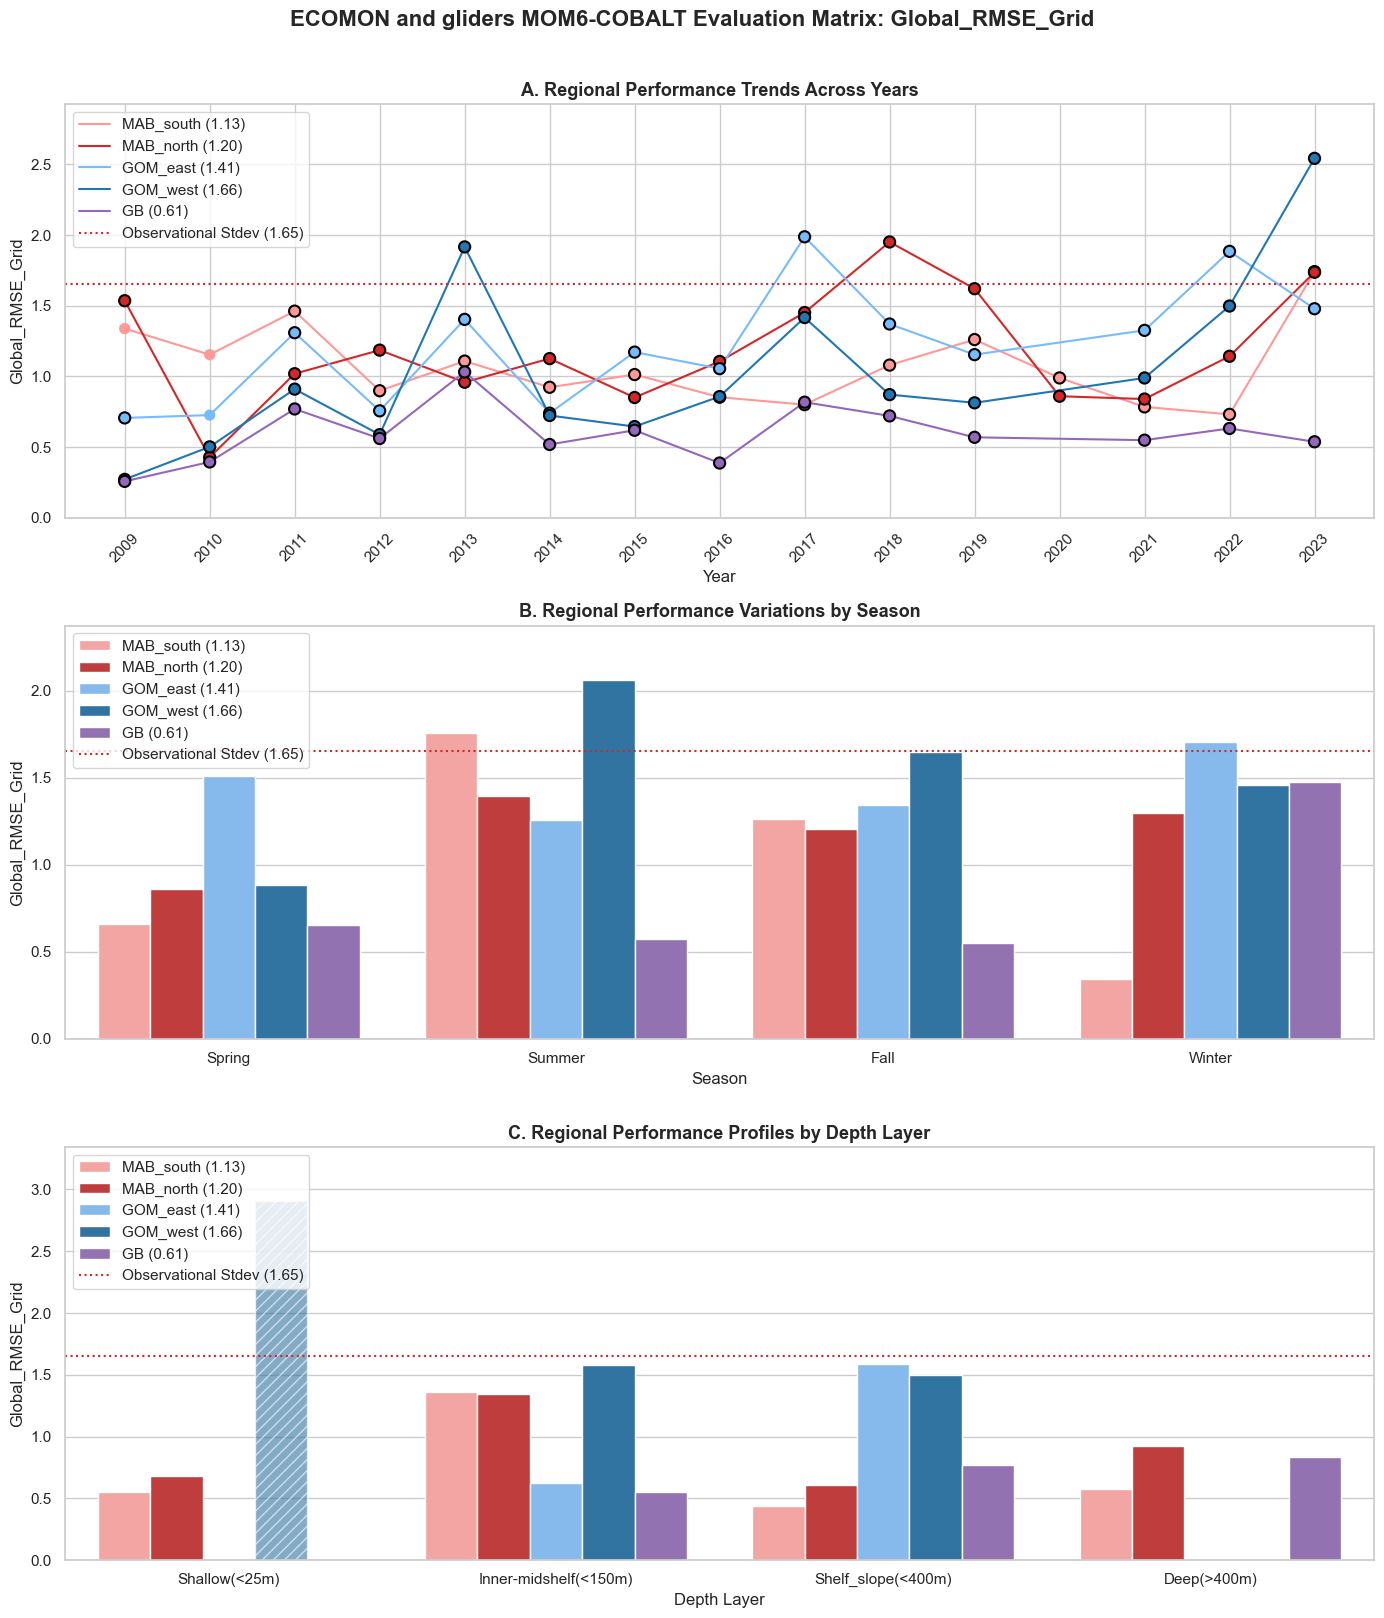 ECOMON and gliders MOM6-COBALT Evaluation Matrix: Global_RMSE_Grid
A. Regional Performance Trends Across Years
MAB_south (1.13)
MAB_north (1.20)
GOM_east (1.41)
GOM_west (1.66)
GB (0.61)
Observational Stdev (1.65)
Global_RMSE_Grid
2.5
2.0
1.5
1.0
0.5
0.0
2009 2010 2011 2012 2013 2014 2015 2016 2017 2018 2019 2020 2021 2022 2023
Year
B. Regional Performance Variations by Season
MAB_south (1.13)
MAB_north (1.20)
GOM_east (1.41)
GOM_west (1.66)
GB (0.61)
Observational Stdev (1.65)
Global_RMSE_Grid
2.0
1.5
1.0
0.5
0.0
Spring Summer Fall Winter
Season
C. Regional Performance Profiles by Depth Layer
MAB_south (1.13)
MAB_north (1.20)
GOM_east (1.41)
GOM_west (1.66)
GB (0.61)
Observational Stdev (1.65)
Global_RMSE_Grid
3.0
2.5
2.0
1.5
1.0
0.5
0.0
Shallow(<25m) Inner-midshelf(<150m) Shelf_slope(<400m) Deep(>400m)
Depth Layer